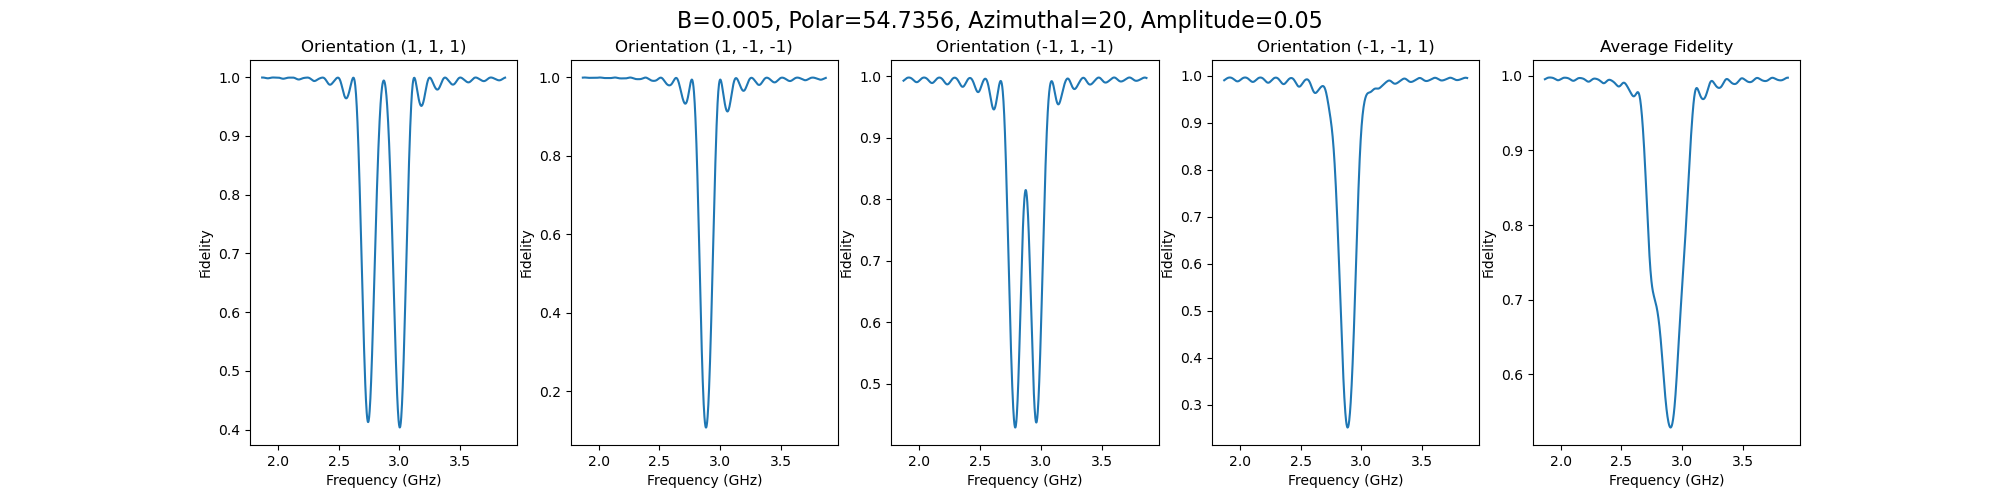 B=0.005, Polar=54.7356, Azimuthal=20, Amplitude=0.05
Orientation (1, 1, 1)
1.0
0.9
0.8
0.7
0.6
0.5
0.4
Fidelity
2.0 2.5 3.0 3.5
Frequency (GHz)
Orientation (1, -1, -1)
1.0
0.8
0.6
0.4
0.2
Fidelity
2.0 2.5 3.0 3.5
Frequency (GHz)
Orientation (-1, 1, -1)
1.0
0.9
0.8
0.7
0.6
0.5
Fidelity
2.0 2.5 3.0 3.5
Frequency (GHz)
Orientation (-1, -1, 1)
1.0
0.9
0.8
0.7
0.6
0.5
0.4
0.3
Fidelity
2.0 2.5 3.0 3.5
Frequency (GHz)
Average Fidelity
1.0
0.9
0.8
0.7
0.6
Fidelity
2.0 2.5 3.0 3.5
Frequency (GHz)